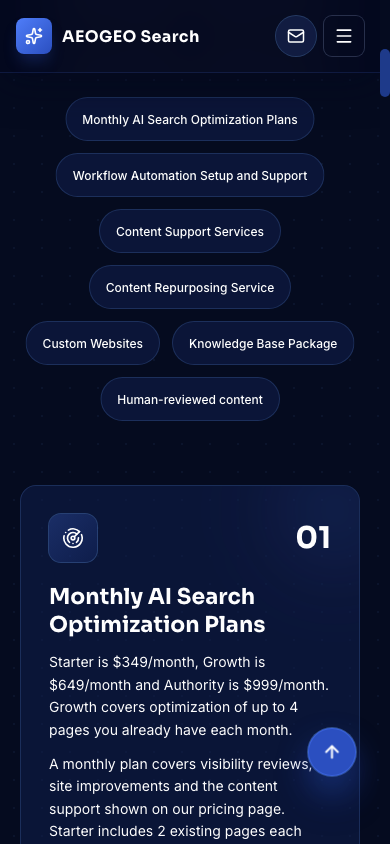 AEOGEO Search
Monthly AI Search Optimization Plans
Workflow Automation Setup and Support
Content Support Services
Content Repurposing Service
Custom Websites
Knowledge Base Package
Human-reviewed content
01
Monthly AI Search
Optimization Plans
Starter is $349/month, Growth is
$649/month and Authority is $999/month.
Growth covers optimization of up to 4
pages you already have each month.
A monthly plan covers visibility reviews,
site improvements and the content
support shown on our pricing page.
Starter includes 2 existing pages each